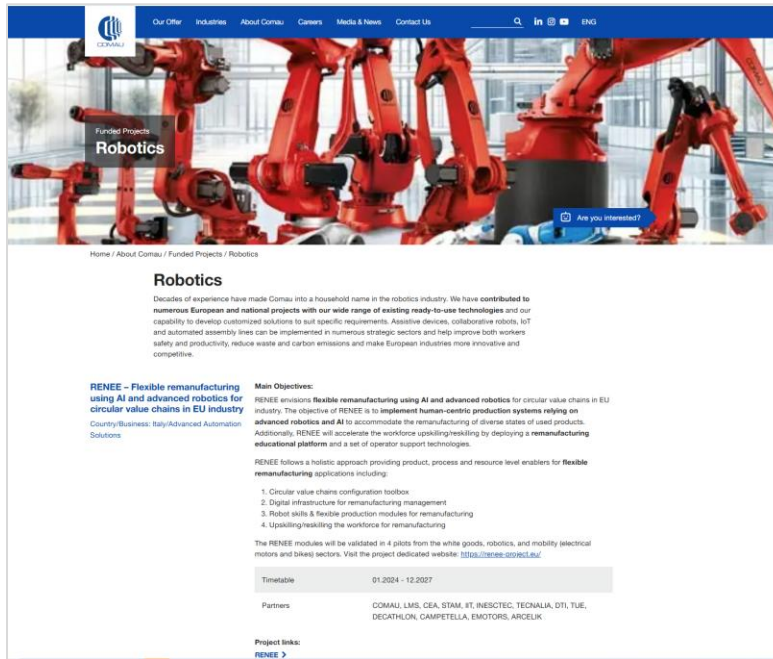 COMAU
Our Offer Industries About Comau Careers Media & News Contact Us in ENG
COMAU
Funded Projects
Robotics
Are you interested?
Home / About Comau / Funded Projects / Robotics
Robotics
Decades of experience have made Comau into a household name in the robotics industry. We have contributed to
numerous European and national projects with our wide range of existing ready-to-use technologies and our
capability to develop customized solutions to suit specific requirements. Assistive devices, collaborative robots, IoT
and automated assembly lines can be implemented in numerous strategic sectors and help improve both workers
safety and productivity, reduce waste and carbon emissions and make European industries more innovative and
competitive.
RENEE – Flexible remanufacturing
using AI and advanced robotics for
circular value chains in EU industry
Country/Business: Italy/Advanced Automation
Solutions
Main Objectives:
RENEE envisions flexible remanufacturing using AI and advanced robotics for circular value chains in EU
industry. The objective of RENEE is to implement human-centric production systems relying on
advanced robotics and AI to accommodate the remanufacturing of diverse states of used products.
Additionally, RENEE will accelerate the workforce upskilling/reskilling by deploying a remanufacturing
educational platform and a set of operator support technologies.
RENEE follows a holistic approach providing product, process and resource level enablers for flexible
remanufacturing applications including:
1. Circular value chains configuration toolbox
2. Digital infrastructure for remanufacturing management
3. Robot skills & flexible production modules for remanufacturing
4. Upskilling/reskilling the workforce for remanufacturing
The RENEE modules will be validated in 4 pilots from the white goods, robotics, and mobility (electrical
motors and bikes) sectors. Visit the project dedicated website: https://renee-project.eu/
Timetable 01.2024 - 12.2027
Partners COMAU, LMS, CEA, STAM, IIT, INESCTEC, TECNALIA, DTI, TUE,
DECATHLON, CAMPETELLA, EMOTORS, ARCELIK
Project links:
RENEE >